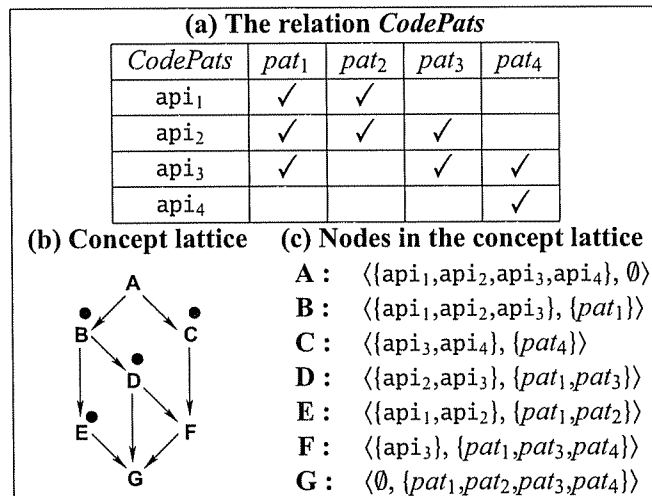 (a) The relation CodePats
CodePats pat₁ pat₂ pat₃ pat₄
api₁ ✓ ✓
api₂ ✓ ✓ ✓
api₃ ✓ ✓ ✓
api₄ ✓
(b) Concept lattice
A
B C
D
E F
G
(c) Nodes in the concept lattice
A : ⟨{api₁,api₂,api₃,api₄}, ∅⟩
B : ⟨{api₁,api₂,api₃}, {pat₁}⟩
C : ⟨{api₃,api₄}, {pat₄}⟩
D : ⟨{api₂,api₃}, {pat₁,pat₃}⟩
E : ⟨{api₁,api₂}, {pat₁,pat₂}⟩
F : ⟨{api₃}, {pat₁,pat₃,pat₄}⟩
G : ⟨∅, {pat₁,pat₂,pat₃,pat₄}⟩